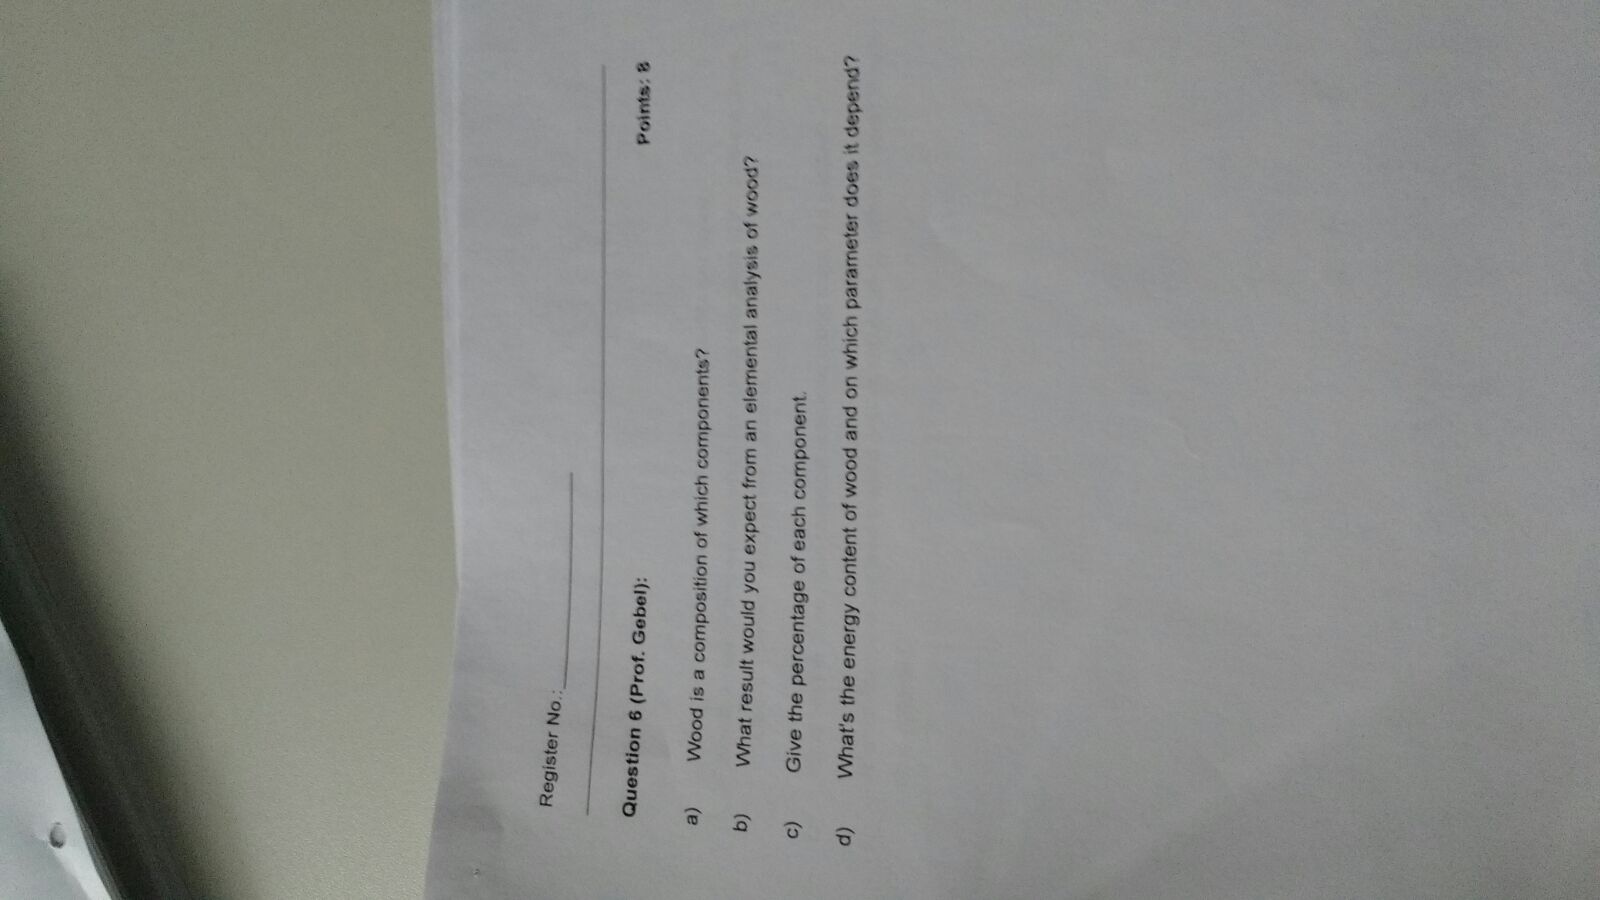 Register No.:
Question 6 (Prof. Gebel): Points: 8
a) Wood is a composition of which components?
b) What result would you expect from an elemental analysis of wood?
c) Give the percentage of each component.
d) What's the energy content of wood and on which parameter does it depend?